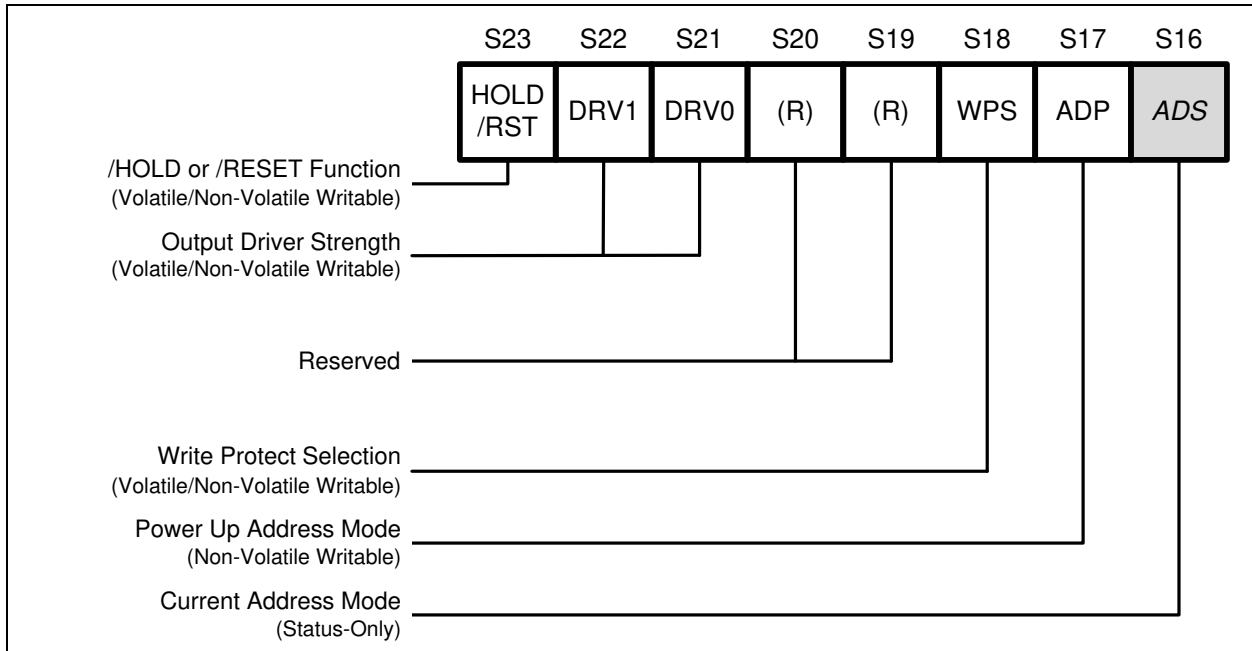 S23 S22 S21 S20 S19 S18 S17 S16
HOLD
/RST
DRV1 DRV0 (R) (R) WPS ADP ADS
/HOLD or /RESET Function
(Volatile/Non-Volatile Writable)
Output Driver Strength
(Volatile/Non-Volatile Writable)
Reserved
Write Protect Selection
(Volatile/Non-Volatile Writable)
Power Up Address Mode
(Non-Volatile Writable)
Current Address Mode
(Status-Only)